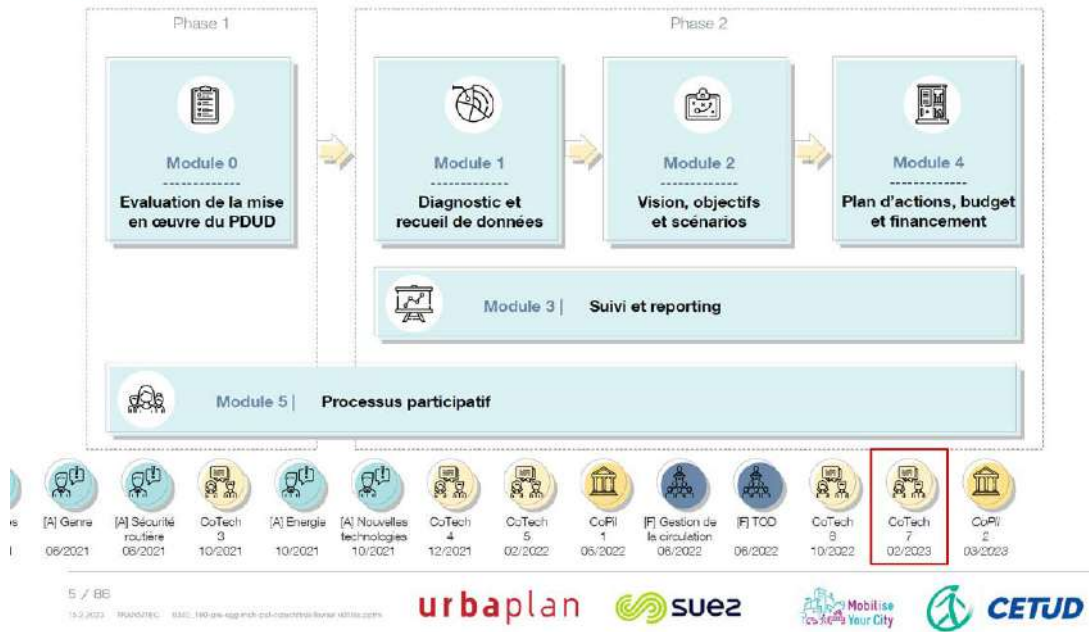 Phase 1
Phase 2
Module 0
Evaluation de la mise
en œuvre du PDUD
Module 1
Diagnostic et
recueil de données
Module 2
Vision, objectifs
et scénarios
Module 4
Plan d'actions, budget
et financement
Module 3 | Suivi et reporting
Module 5 | Processus participatif
[A] Genre
06/2021
[A] Sécurité
routière
06/2021
CoTech
3
10/2021
[A] Energie
10/2021
[A] Nouvelles
technologies
10/2021
CoTech
4
12/2021
CoTech
5
02/2022
CoPil
1
05/2022
[F] Gestion de
la circulation
06/2022
[F] TOD
06/2022
CoTech
6
10/2022
CoTech
7
02/2023
CoPil
2
03/2023
5 / 86
15.2.2023 TRANSITEC
urbaplan
suez
Mobilise
Your City
CETUD